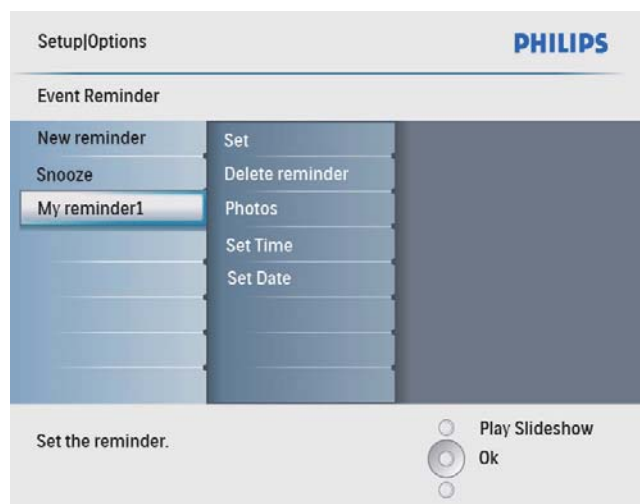 Setup|Options
PHILIPS
Event Reminder
New reminder
Snooze
My reminder1
Set
Delete reminder
Photos
Set Time
Set Date
Set the reminder.
Play Slideshow
Ok